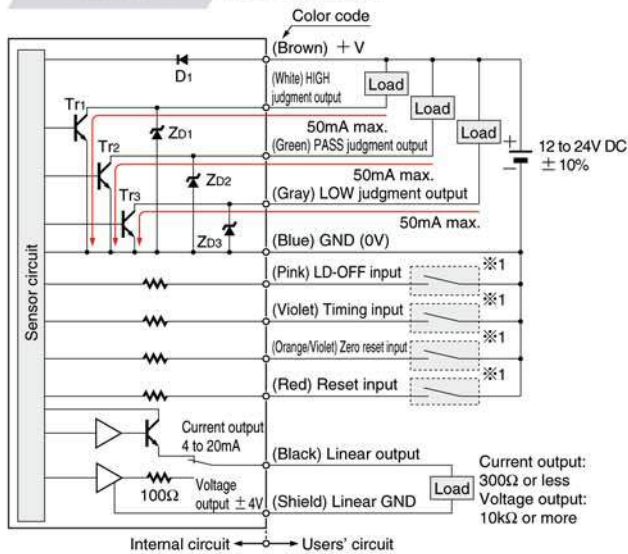 Color code
(Brown) +V
D1
(White) HIGH
judgment output
Load
Load
Load
Tr1
ZD1
50mA max.
(Green) PASS judgment output
12 to 24V DC
± 10%
+
−
Tr2
ZD2
50mA max.
(Gray) LOW judgment output
Tr3
ZD3
50mA max.
(Blue) GND (0V)
Sensor circuit
(Pink) LD-OFF input
※1
(Violet) Timing input
※1
(Orange/Violet) Zero reset input
※1
(Red) Reset input
※1
Current output
4 to 20mA
(Black) Linear output
100Ω
Voltage
output ±4V
(Shield) Linear GND
Load
Current output:
300Ω or less
Voltage output:
10kΩ or more
Internal circuit
Users' circuit